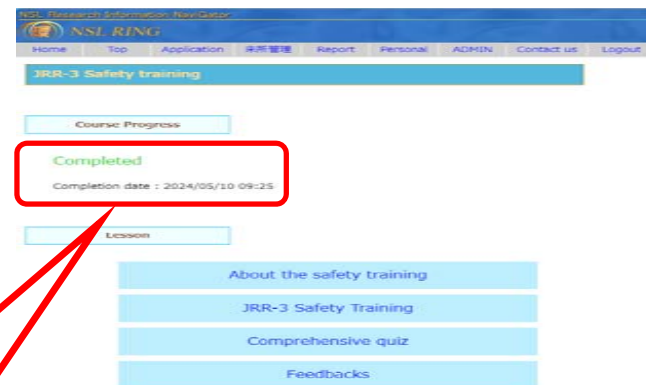 NSL Research Information NaviGator
NSL RING
Home Top Application 来所管理 Report Personal ADMIN Contact us Logout
JRR-3 Safety training
Course Progress
Completed
Completion date : 2024/05/10 09:25
Lesson
About the safety training
JRR-3 Safety Training
Comprehensive quiz
Feedbacks